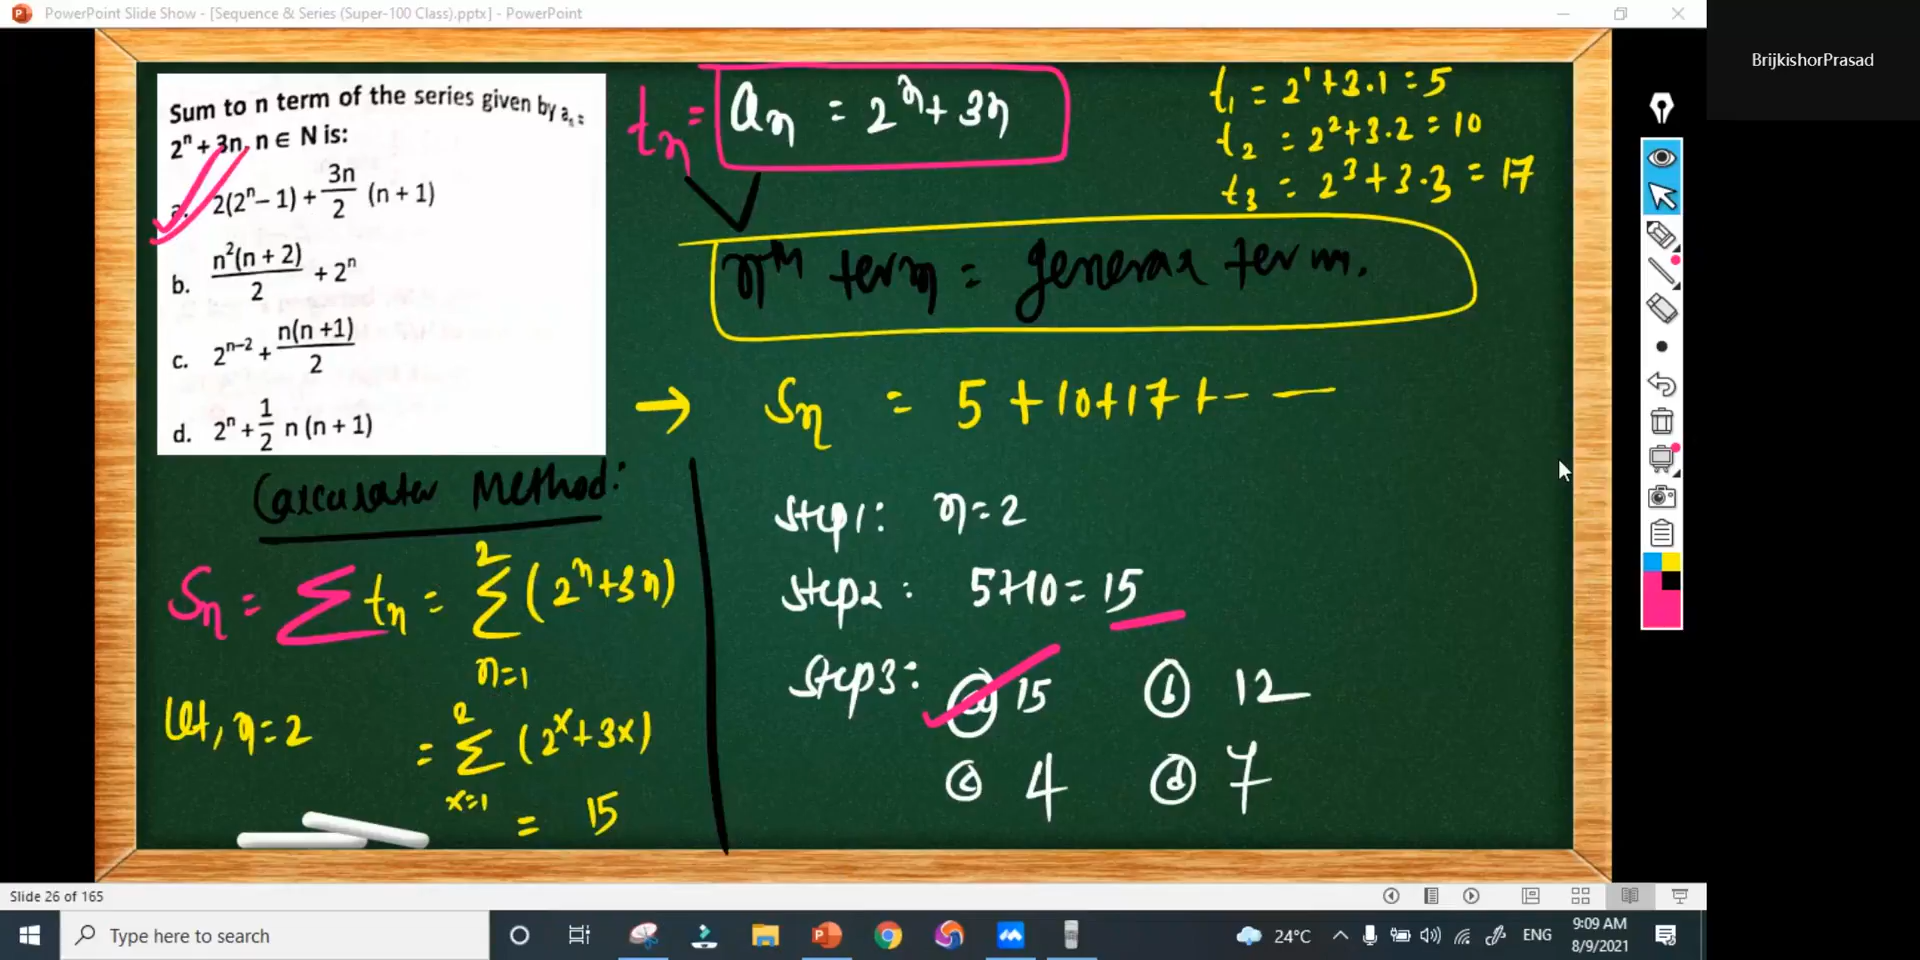 PowerPoint Slide Show - [Sequence & Series (Super-100 Class).pptx] - PowerPoint
BrijkishorPrasad
Sum to n term of the series given by aₙ =
2ⁿ + 3n, n ∈ N is:
a. 2(2ⁿ – 1) + 3n/2 (n + 1)
b. n²(n + 2)/2 + 2ⁿ
c. 2ⁿ⁻² + n(n +1)/2
d. 2ⁿ + 1/2 n (n + 1)
tₙ = aₙ = 2ⁿ + 3n
t₁ = 2¹ + 3.1 = 5
t₂ = 2² + 3.2 = 10
t₃ = 2³ + 3.3 = 17
nth term = general term.
→ Sₙ = 5 + 10 + 17 + - —
Calculator Method:
Sₙ = Σ tₙ = Σ_{n=1}^{2} (2ⁿ + 3n)
let, n = 2
= Σ_{x=1}^{2} (2ˣ + 3x)
= 15
Step1: n = 2
Step2: 5+10 = 15
Step3: ⓐ 15 ⓑ 12
ⓒ 4 ⓓ 7
Slide 26 of 165
Type here to search
24°C
ENG
9:09 AM
8/9/2021